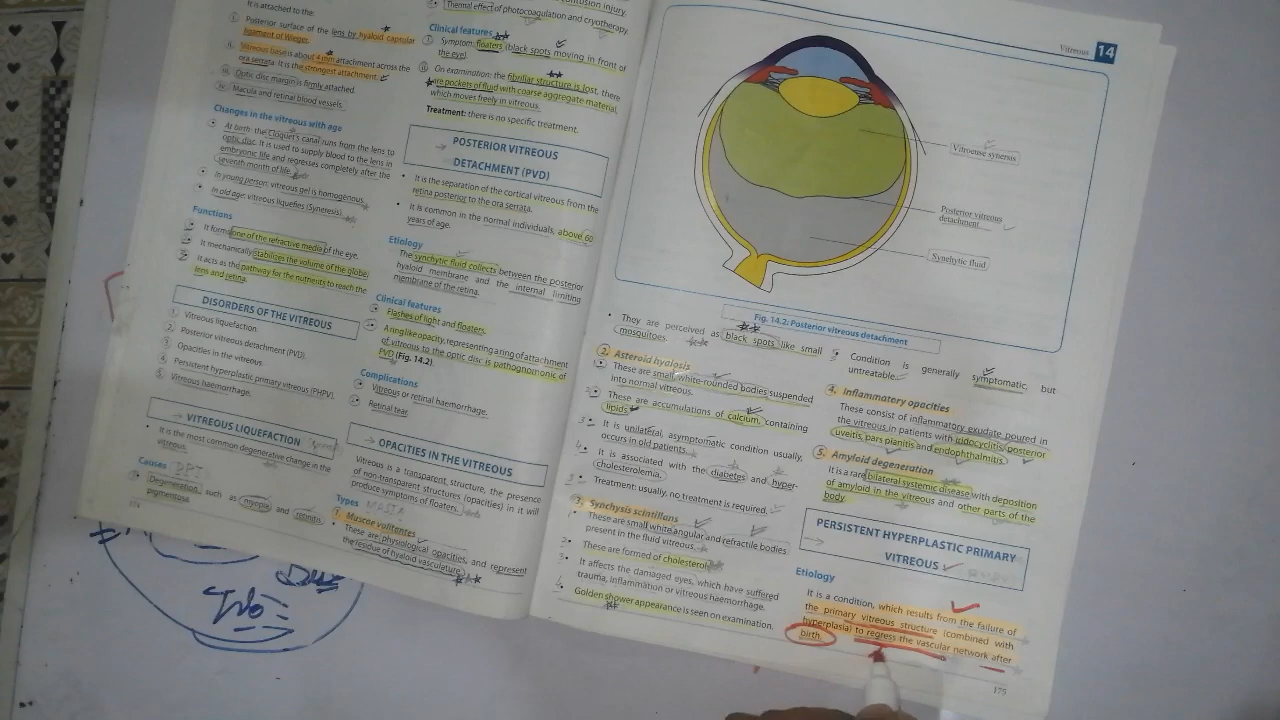 It is attached to the:
i. Posterior surface of the lens by hyaloid capsular
ligament of Wieger.
ii. Vitreous base is about 4 mm attachment across the
ora serrata. It is the strongest attachment.
iii. Optic disc margin is firmly attached.
iv. Macula and retinal blood vessels.
Changes in the vitreous with age
At birth: the Cloquet's canal runs from the lens to
optic disc. It is used to supply blood to the lens in
embryonic life and regresses completely after the
seventh month of life.
In young person: vitreous gel is homogenous.
In old age: vitreous liquefies (Syneresis).
Functions
It forms one of the refractive media of the eye.
It mechanically stabilizes the volume of the globe.
It acts as the pathway for the nutrients to reach the
lens and retina.
DISORDERS OF THE VITREOUS
1. Vitreous liquefaction.
2. Posterior vitreous detachment (PVD).
3. Opacities in the vitreous.
4. Persistent hyperplastic primary vitreous (PHPV).
5. Vitreous haemorrhage.
→ VITREOUS LIQUEFACTION
• It is the most common degenerative change in the
vitreous.
Causes
Degeneration, such as myopia and retinitis
pigmentosa.
174
contusion injury.
Thermal effect of photocoagulation and cryotherapy.
Clinical features
i. Symptom: floaters (black spots moving in front of
the eye).
ii. On examination: the fibrillar structure is lost, there
are pockets of fluid with coarse aggregate material,
which moves freely in vitreous.
Treatment: there is no specific treatment.
→ POSTERIOR VITREOUS
DETACHMENT (PVD)
• It is the separation of the cortical vitreous from the
retina posterior to the ora serrata.
• It is common in the normal individuals, above 60
years of age.
Etiology
The synchytic fluid collects between the posterior
hyaloid membrane and the internal limiting
membrane of the retina.
Clinical features
Flashes of light and floaters.
A ring like opacity, representing a ring of attachment
of vitreous to the optic disc is pathognomonic of
PVD (Fig. 14.2).
Complications
Vitreous or retinal haemorrhage.
Retinal tear.
→ OPACITIES IN THE VITREOUS
Vitreous is a transparent structure, the presence
of non-transparent structures (opacities) in it will
produce symptoms of floaters.
Types
1. Muscae volitantes
• These are physiological opacities, and represent
the residue of hyaloid vasculature.
Vitreous 14
Vitreous synersis
Posterior vitreous
detachment
Synchytic fluid
Fig. 14.2: Posterior vitreous detachment
• They are perceived as black spots like small
mosquitoes.
2. Asteroid hyalosis
These are small, white-rounded bodies suspended
into normal vitreous.
These are accumulations of calcium, containing
lipids.
It is unilateral, asymptomatic condition usually,
occurs in old patients.
It is associated with the diabetes and hyper-
cholesterolemia.
Treatment: usually, no treatment is required.
3. Synchysis scintillans
These are small white angular and refractile bodies
present in the fluid vitreous.
These are formed of cholesterol
It affects the damaged eyes, which have suffered
trauma, inflammation or vitreous haemorrhage.
Golden shower appearance is seen on examination.
Condition is generally symptomatic, but
untreatable.
4. Inflammatory opacities
These consist of inflammatory exudate poured in
the vitreous in patients with iridocyclitis, posterior
uveitis, pars planitis and endophthalmitis.
5. Amyloid degeneration
It is a rare bilateral systemic disease with deposition
of amyloid in the vitreous and other parts of the
body.
PERSISTENT HYPERPLASTIC PRIMARY
→ VITREOUS
Etiology
It is a condition, which results from the failure of
the primary vitreous structure (combined with
hyperplasia) to regress the vascular network after
birth.
175